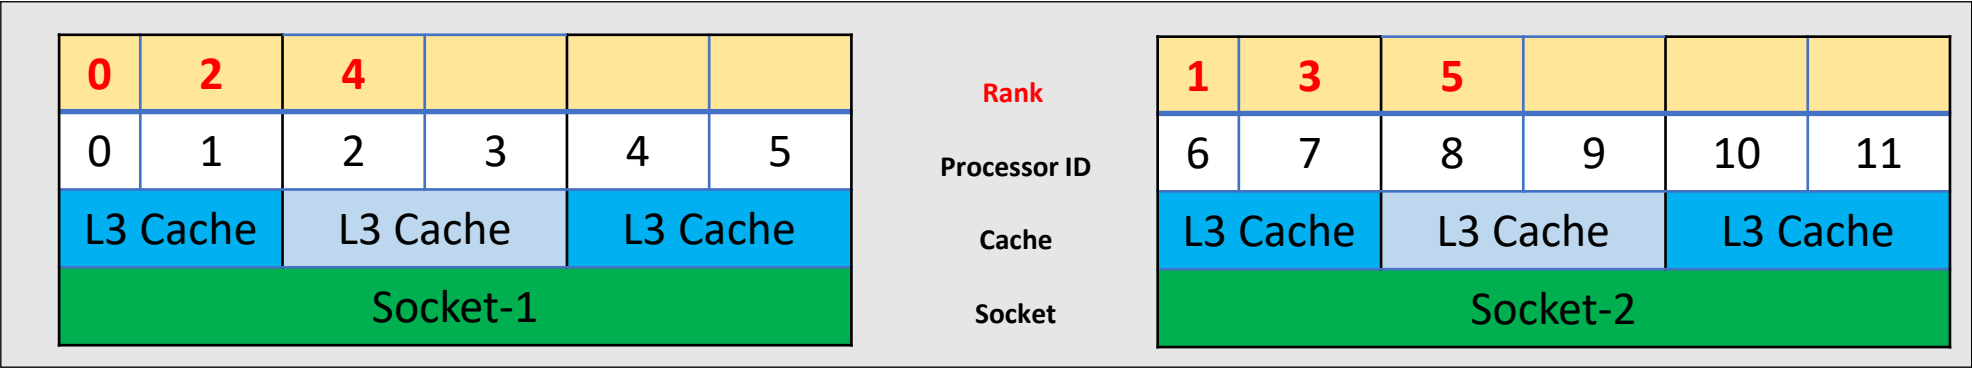 0 2 4 Rank 1 3 5
0 1 2 3 4 5 Processor ID 6 7 8 9 10 11
L3 Cache L3 Cache L3 Cache Cache L3 Cache L3 Cache L3 Cache
Socket-1 Socket Socket-2